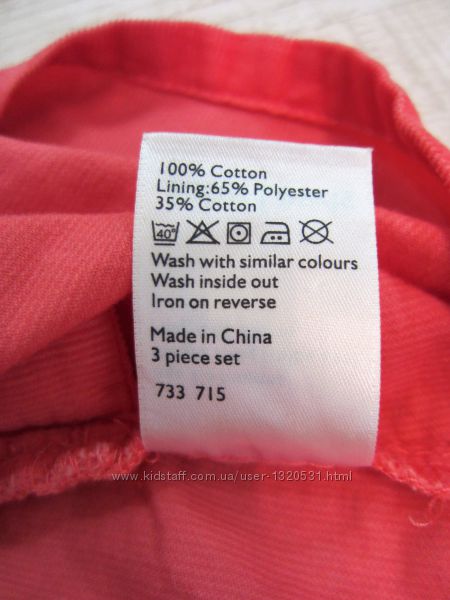 100% Cotton
Lining:65% Polyester
35% Cotton
40°
Wash with similar colours
Wash inside out
Iron on reverse
Made in China
3 piece set
733 715
www.kidstaff.com.ua/user-1320531.html